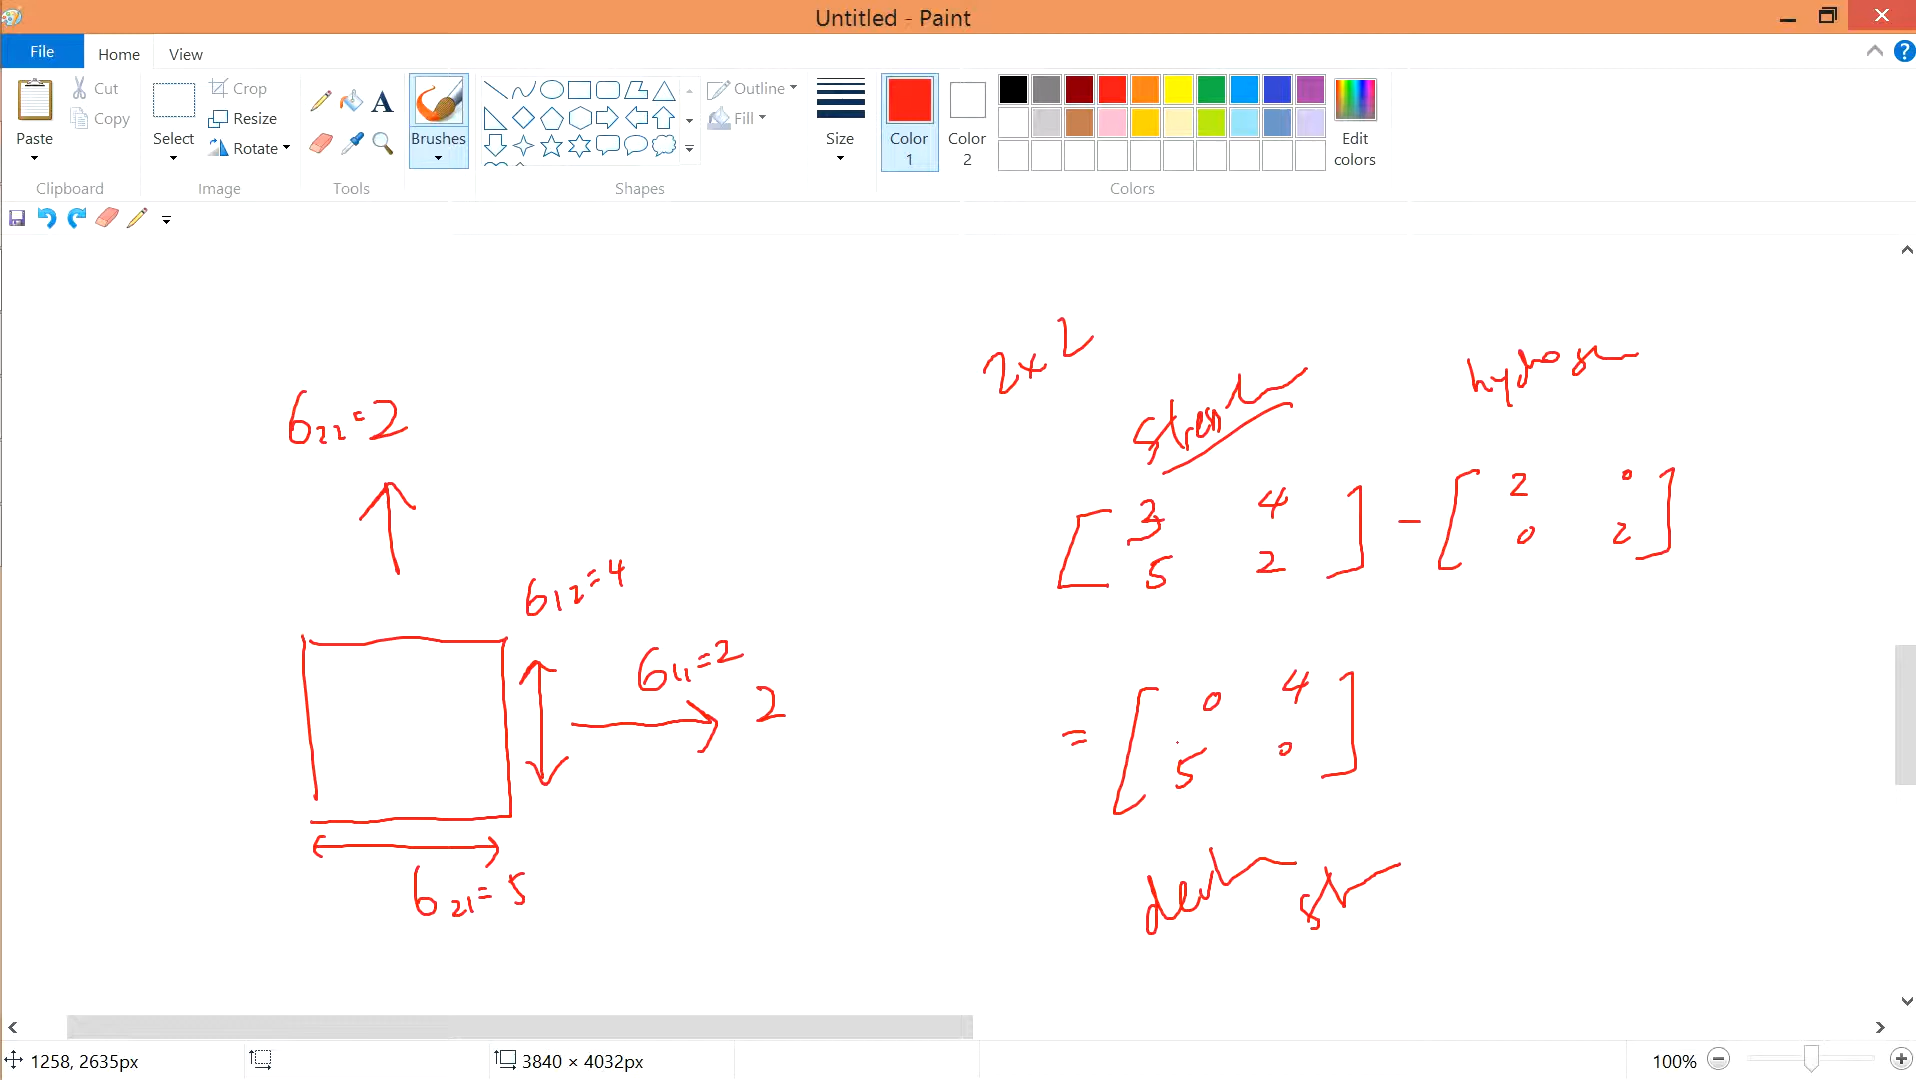 Untitled - Paint
File Home View
Cut
Copy
Paste
Clipboard
Crop
Resize
Rotate
Select
Image
Tools
Brushes
Outline
Fill
Shapes
Size
Color 1
Color 2
Edit colors
Colors
2x2
σ22=2
σ12=4
σ11=2
2
σ21=5
stress
[ 4
5 2 ]
-
[ 2 0
0 2 ]
=
[ 0 4
5 0 ]
1258, 2635px
3840 × 4032px
100%